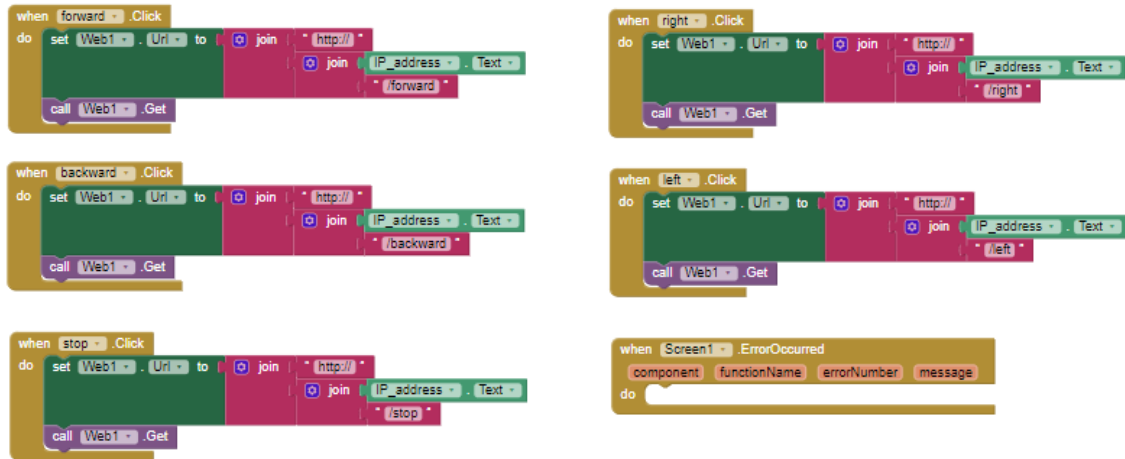 when forward .Click
do set Web1 . Url to join " http:// "
join IP_address . Text
" /forward "
call Web1 .Get
when backward .Click
do set Web1 . Url to join " http:// "
join IP_address . Text
" /backward "
call Web1 .Get
when stop .Click
do set Web1 . Url to join " http:// "
join IP_address . Text
" /stop "
call Web1 .Get
when right .Click
do set Web1 . Url to join " http:// "
join IP_address . Text
" /right "
call Web1 .Get
when left .Click
do set Web1 . Url to join " http:// "
join IP_address . Text
" /left "
call Web1 .Get
when Screen1 .ErrorOccurred
component functionName errorNumber message
do